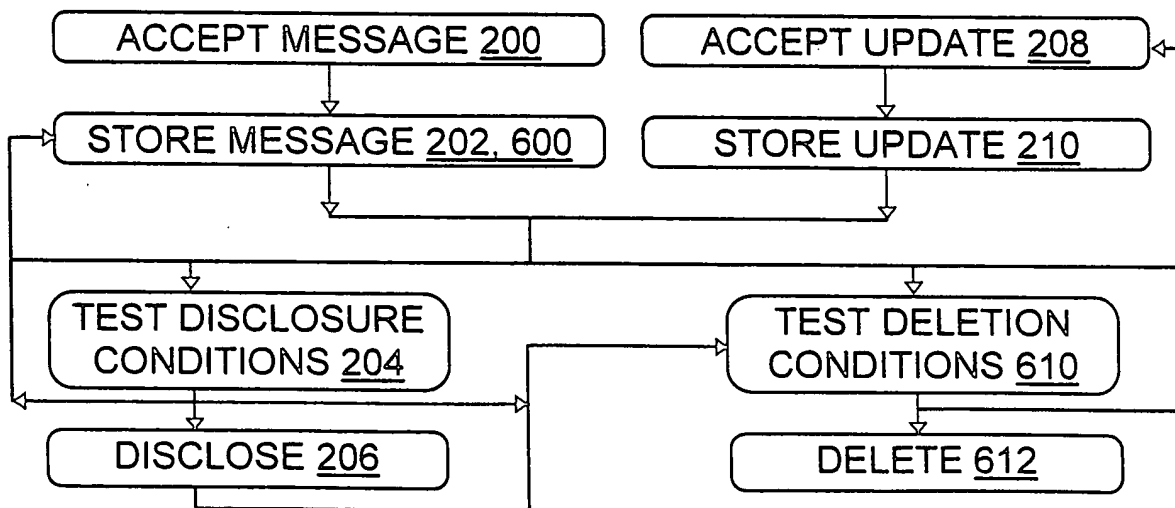 ACCEPT MESSAGE 200
ACCEPT UPDATE 208
STORE MESSAGE 202, 600
STORE UPDATE 210
TEST DISCLOSURE
CONDITIONS 204
TEST DELETION
CONDITIONS 610
DISCLOSE 206
DELETE 612